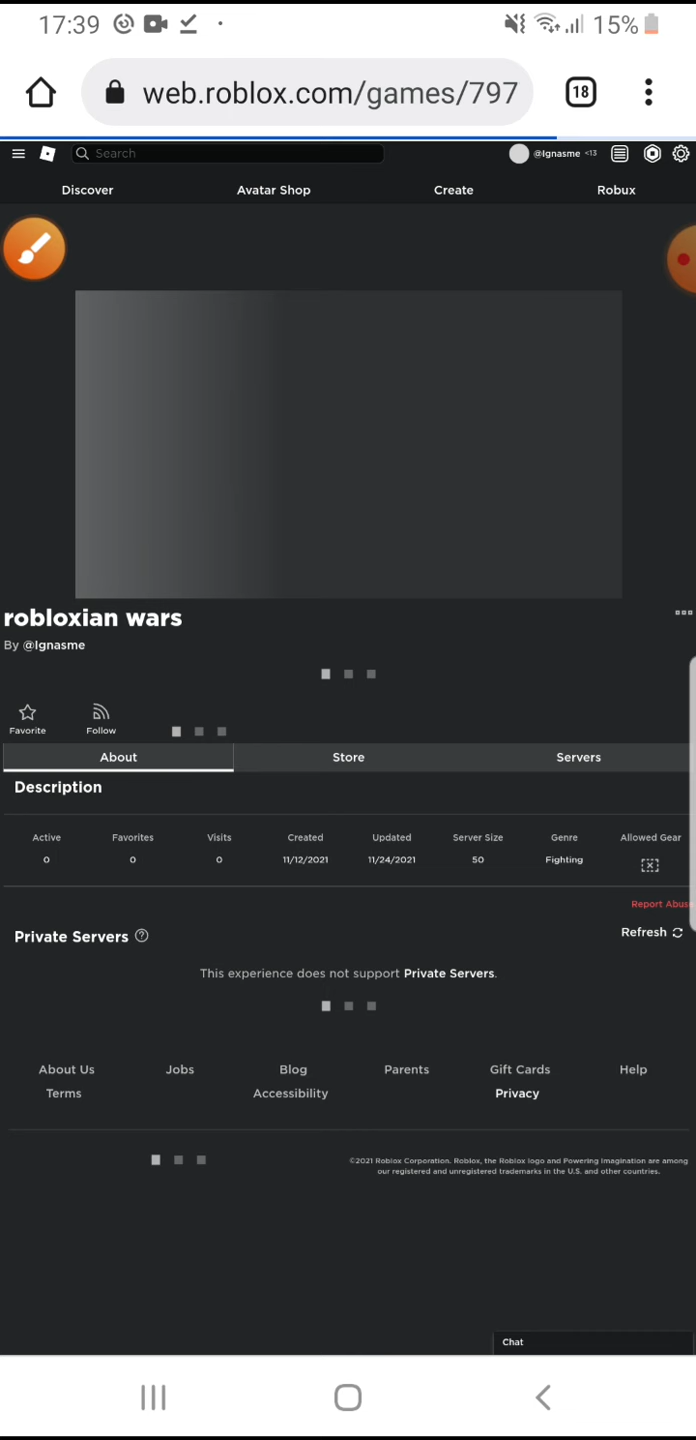 17:39 15%
web.roblox.com/games/797 18
Search @Ignasme <13
Discover Avatar Shop Create Robux
robloxian wars
By @Ignasme
Favorite Follow
About Store Servers
Description
Active Favorites Visits Created Updated Server Size Genre Allowed Gear
0 0 0 11/12/2021 11/24/2021 50 Fighting
Report Abus
Private Servers ? Refresh
This experience does not support Private Servers.
About Us Jobs Blog Parents Gift Cards Help
Terms Accessibility Privacy
©2021 Roblox Corporation. Roblox, the Roblox logo and Powering Imagination are among
our registered and unregistered trademarks in the U.S. and other countries.
Chat